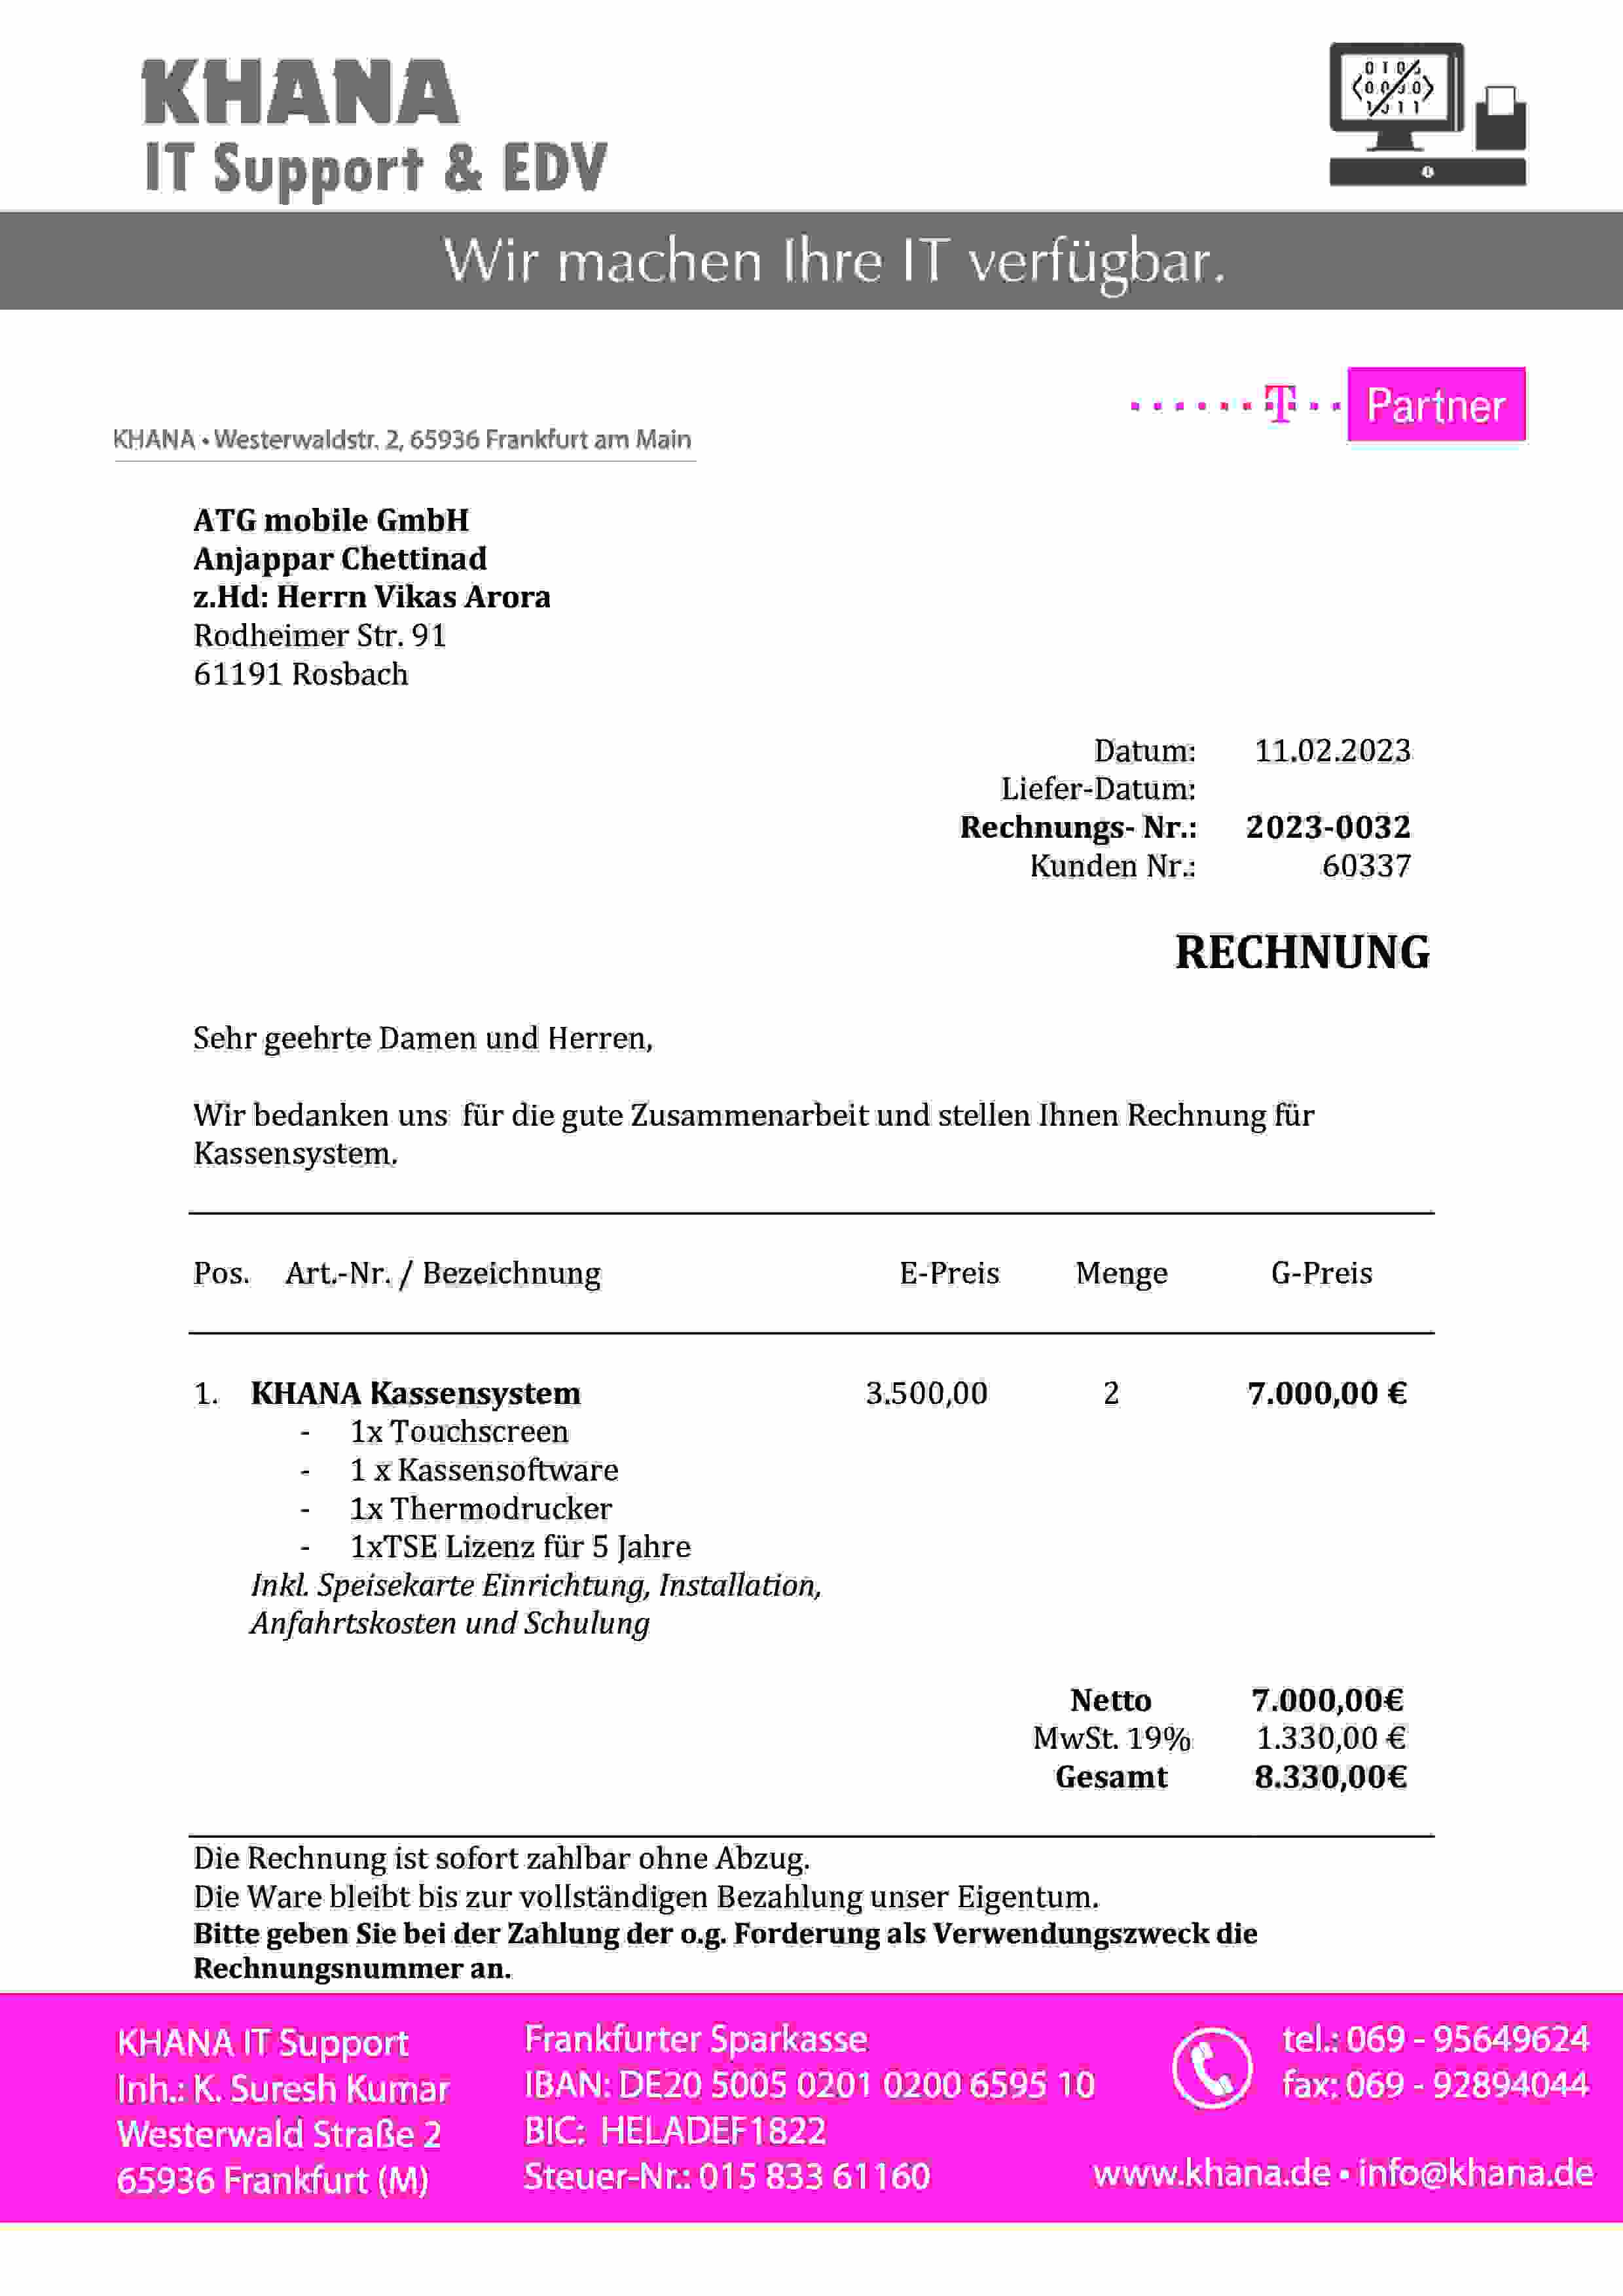 KHANA
IT Support & EDV
Wir machen Ihre IT verfügbar.
T Partner
KHANA • Westerwaldstr. 2, 65936 Frankfurt am Main
ATG mobile GmbH
Anjappar Chettinad
z.Hd: Herrn Vikas Arora
Rodheimer Str. 91
61191 Rosbach
Datum: 11.02.2023
Liefer-Datum:
Rechnungs- Nr.: 2023-0032
Kunden Nr.: 60337
RECHNUNG
Sehr geehrte Damen und Herren,
Wir bedanken uns für die gute Zusammenarbeit und stellen Ihnen Rechnung für
Kassensystem.
Pos. Art.-Nr. / Bezeichnung E-Preis Menge G-Preis
1. KHANA Kassensystem 3.500,00 2 7.000,00 €
- 1x Touchscreen
- 1 x Kassensoftware
- 1x Thermodrucker
- 1xTSE Lizenz für 5 Jahre
Inkl. Speisekarte Einrichtung, Installation,
Anfahrtskosten und Schulung
Netto 7.000,00€
MwSt. 19% 1.330,00 €
Gesamt 8.330,00€
Die Rechnung ist sofort zahlbar ohne Abzug.
Die Ware bleibt bis zur vollständigen Bezahlung unser Eigentum.
Bitte geben Sie bei der Zahlung der o.g. Forderung als Verwendungszweck die
Rechnungsnummer an.
KHANA IT Support
Inh.: K. Suresh Kumar
Westerwald Straße 2
65936 Frankfurt (M)
Frankfurter Sparkasse
IBAN: DE20 5005 0201 0200 6595 10
BIC: HELADEF1822
Steuer-Nr.: 015 833 61160
tel.: 069 - 95649624
fax: 069 - 92894044
www.khana.de • info@khana.de